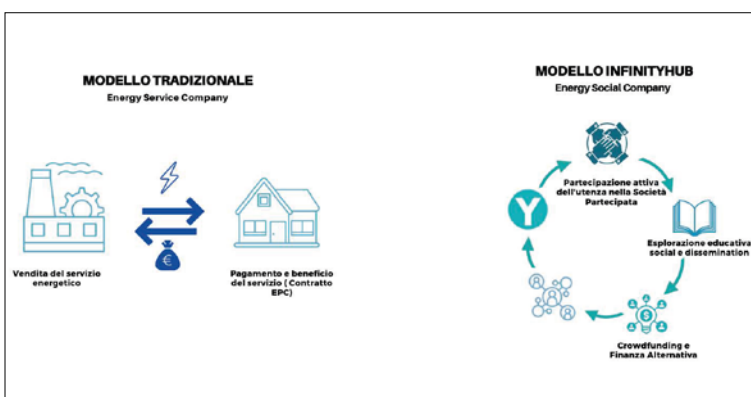 MODELLO TRADIZIONALE
Energy Service Company
€
Vendita del servizio
energetico
Pagamento e beneficio
del servizio ( Contratto
EPC)
MODELLO INFINITYHUB
Energy Social Company
Partecipazione attiva
dell'utenza nella Società
Partecipata
Y
Esplorazione educativa,
social e dissemination
$
Crowdfunding e
Finanza Alternativa